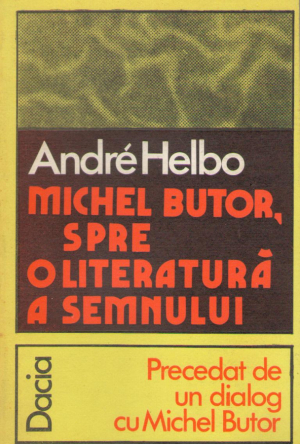 André Helbo
MICHEL BUTOR,
SPRE
O LITERATURĂ
A SEMNULUI
Dacia
Precedat de
un dialog
cu Michel Butor